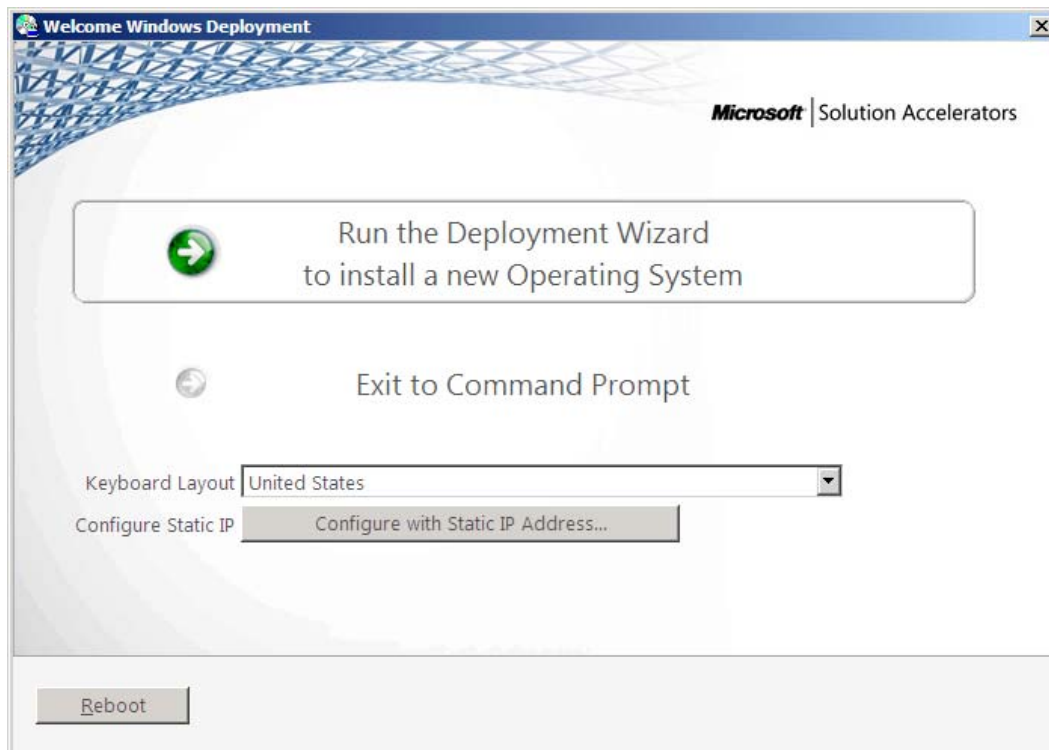 Welcome Windows Deployment
Microsoft | Solution Accelerators
Run the Deployment Wizard
to install a new Operating System
Exit to Command Prompt
Keyboard Layout United States
Configure Static IP Configure with Static IP Address...
Reboot